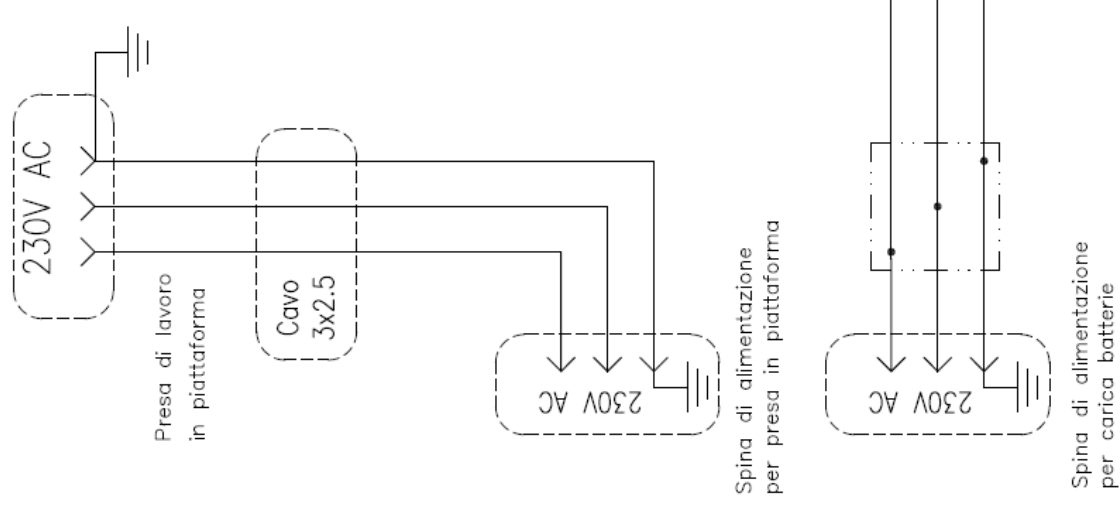 230V AC
Presa di lavoro
in piattaforma
Cavo
3x2.5
230V AC
Spina di alimentazione
per presa in piattaforma
230V AC
Spina di alimentazione
per carica batterie